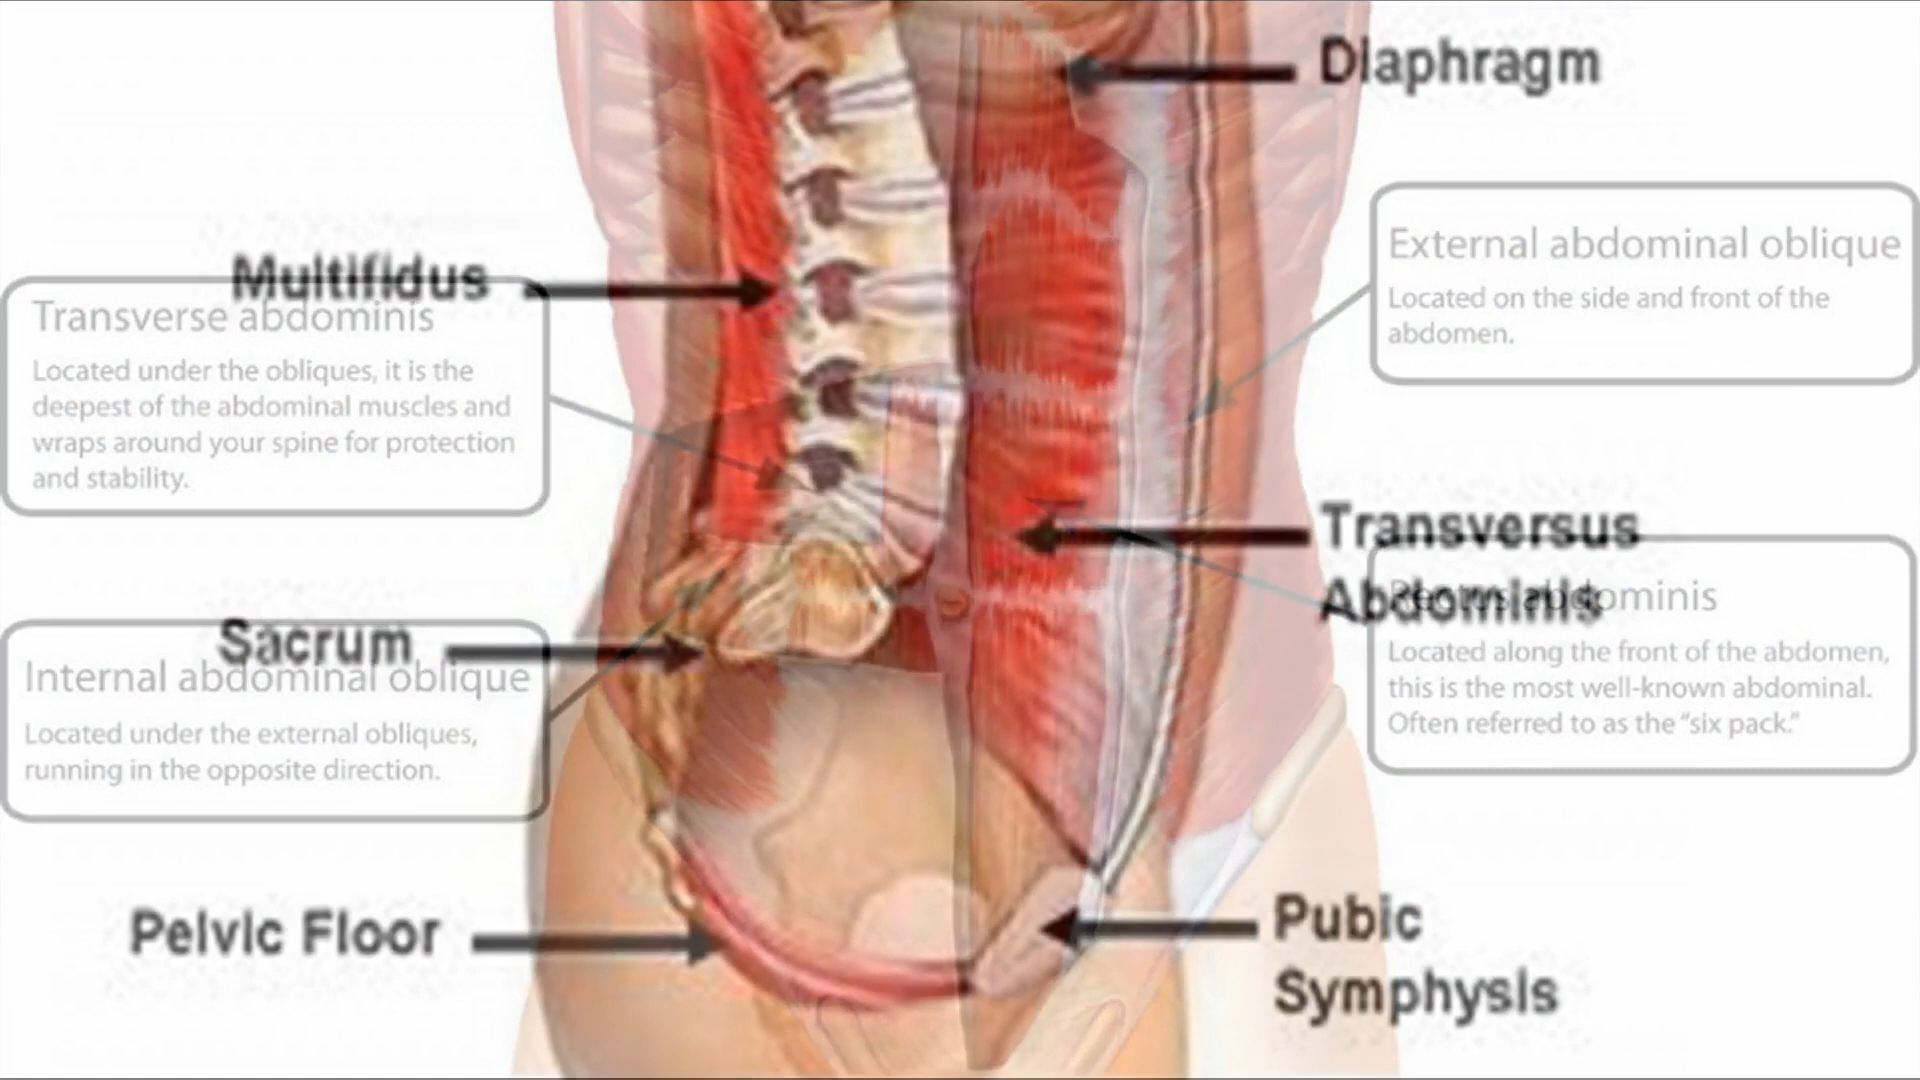 Diaphragm
External abdominal oblique
Located on the side and front of the
abdomen.
Multifidus
Transverse abdominis
Located under the obliques, it is the
deepest of the abdominal muscles and
wraps around your spine for protection
and stability.
Transversus
Abdominis
Located along the front of the abdomen,
this is the most well-known abdominal.
Often referred to as the “six pack.”
Sacrum
Internal abdominal oblique
Located under the external obliques,
running in the opposite direction.
Pelvic Floor
Pubic
Symphysis